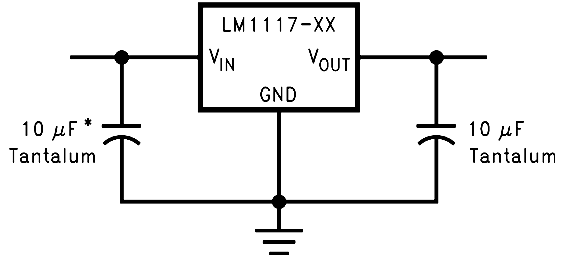 LM1117-XX
VIN
VOUT
GND
10 µF*
Tantalum
10 µF
Tantalum